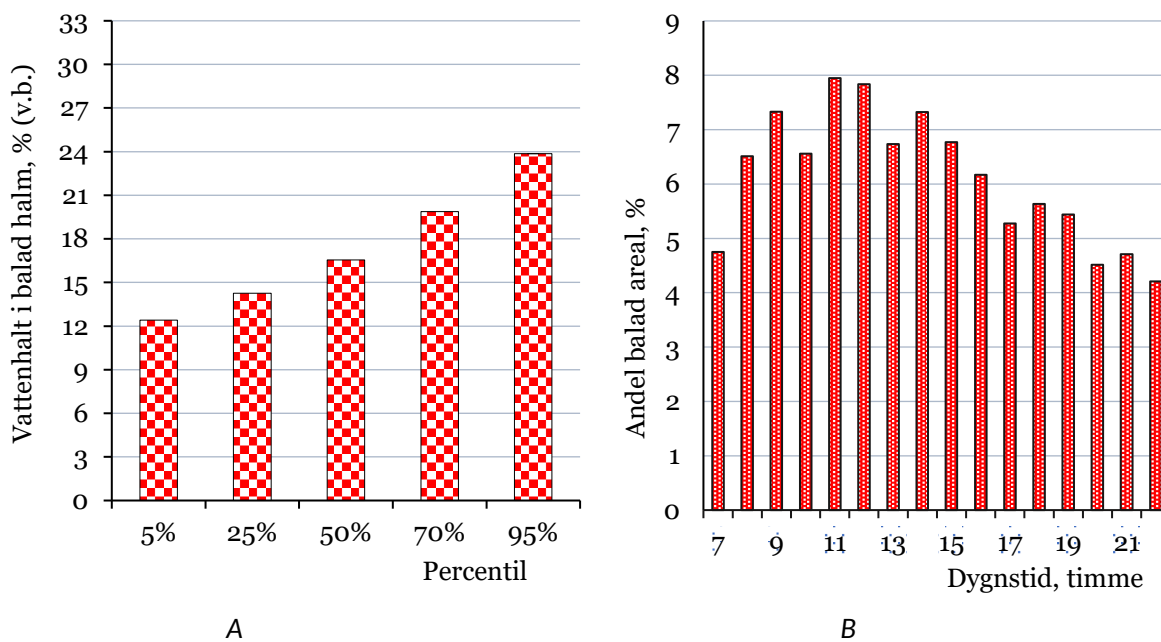 Vattenhalt i balad halm, % (v.b.)
33
30
27
24
21
18
15
12
9
6
3
0
5% 25% 50% 70% 95%
Percentil
A
Andel balad areal, %
9
8
7
6
5
4
3
2
1
0
7 9 11 13 15 17 19 21
Dygnstid, timme
B